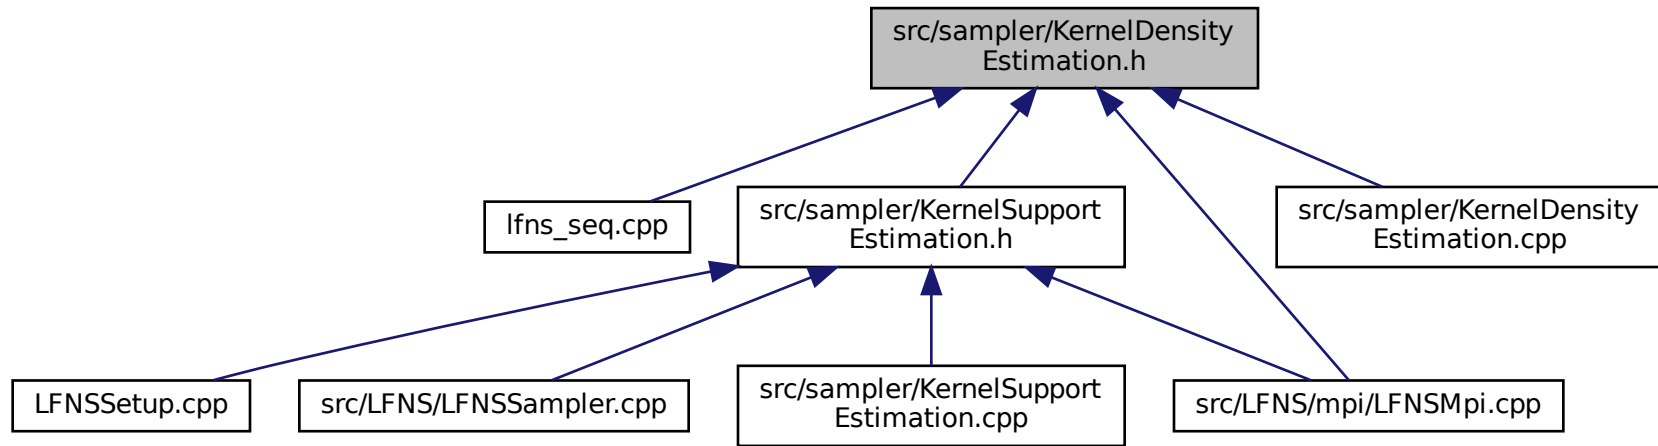 src/sampler/KernelDensity
Estimation.h
lfns_seq.cpp
src/sampler/KernelSupport
Estimation.h
src/sampler/KernelDensity
Estimation.cpp
LFNSSetup.cpp
src/LFNS/LFNSSampler.cpp
src/sampler/KernelSupport
Estimation.cpp
src/LFNS/mpi/LFNSMpi.cpp